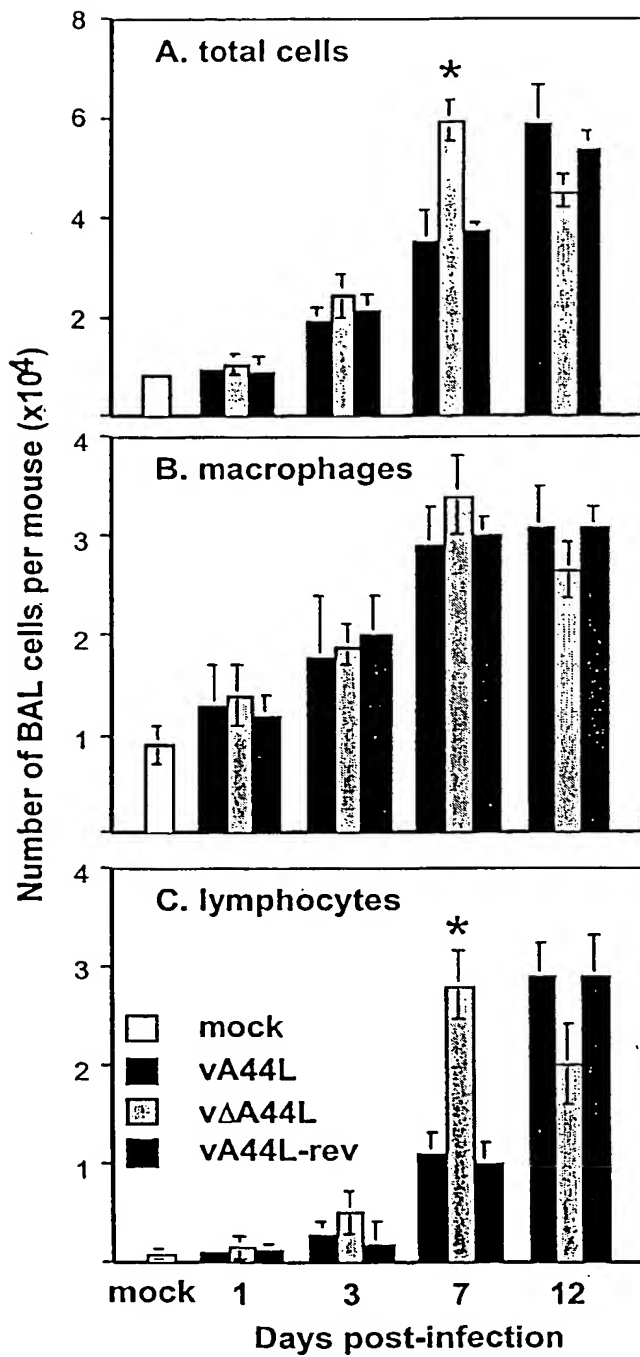 Number of BAL cells per mouse (x10⁴)
A. total cells
*
8
6
4
2
B. macrophages
4
3
2
1
C. lymphocytes
*
4
3
2
1
mock
vA44L
vΔA44L
vA44L-rev
mock 1 3 7 12
Days post-infection